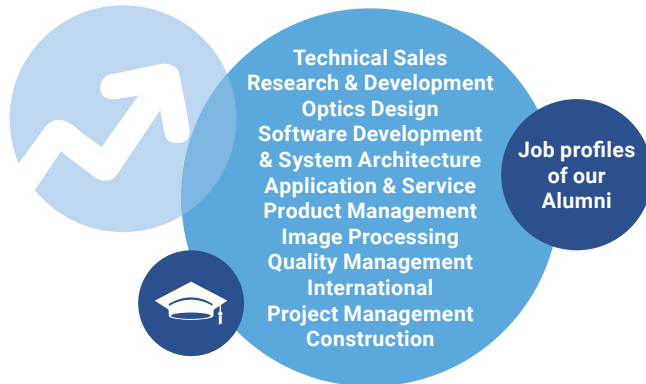 Technical Sales
Research & Development
Optics Design
Software Development
& System Architecture
Application & Service
Product Management
Image Processing
Quality Management
International
Project Management
Construction
Job profiles
of our
Alumni